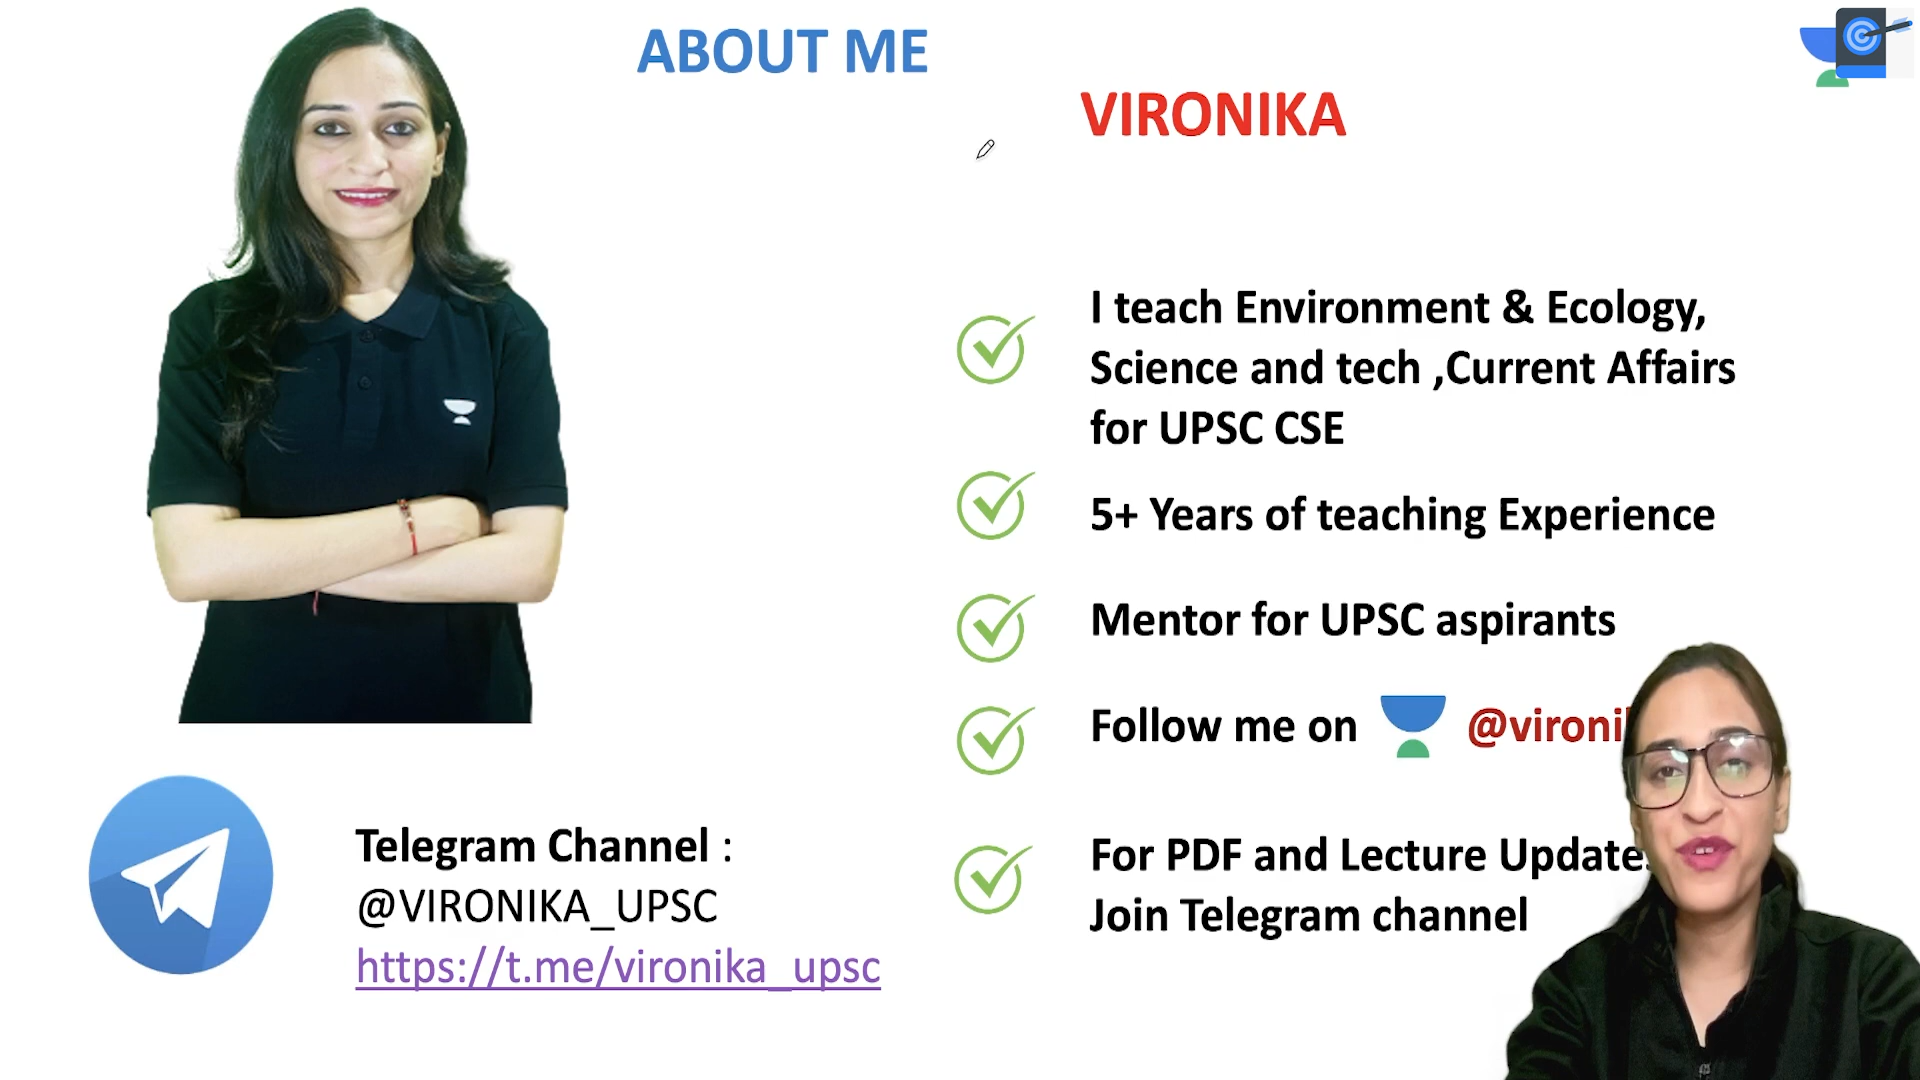 ABOUT ME
VIRONIKA
I teach Environment & Ecology,
Science and tech ,Current Affairs
for UPSC CSE
5+ Years of teaching Experience
Mentor for UPSC aspirants
Follow me on
For PDF and Lecture
Join Telegram channel
Telegram Channel :
@VIRONIKA_UPSC
https://t.me/vironika_upsc